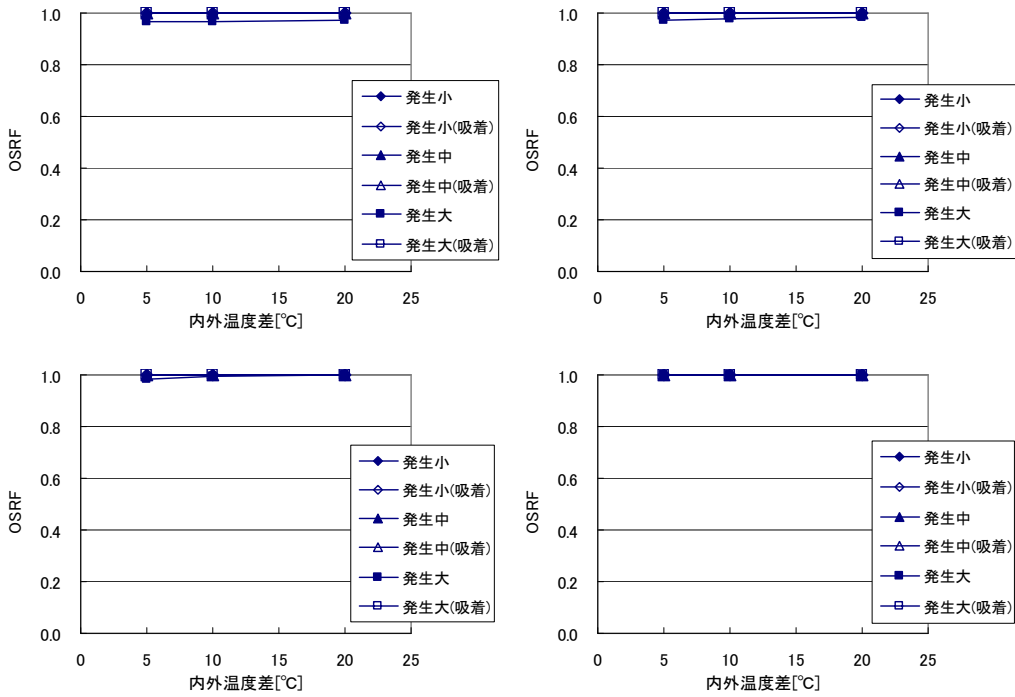 1.0
0.8
0.6
0.4
0.2
0.0
OSRF
0 5 10 15 20 25
内外温度差[℃]
発生小
発生小(吸着)
発生中
発生中(吸着)
発生大
発生大(吸着)
1.0
0.8
0.6
0.4
0.2
0.0
OSRF
0 5 10 15 20 25
内外温度差[℃]
発生小
発生小(吸着)
発生中
発生中(吸着)
発生大
発生大(吸着)
1.0
0.8
0.6
0.4
0.2
0.0
OSRF
0 5 10 15 20 25
内外温度差[℃]
発生小
発生小(吸着)
発生中
発生中(吸着)
発生大
発生大(吸着)
1.0
0.8
0.6
0.4
0.2
0.0
OSRF
0 5 10 15 20 25
内外温度差[℃]
発生小
発生小(吸着)
発生中
発生中(吸着)
発生大
発生大(吸着)